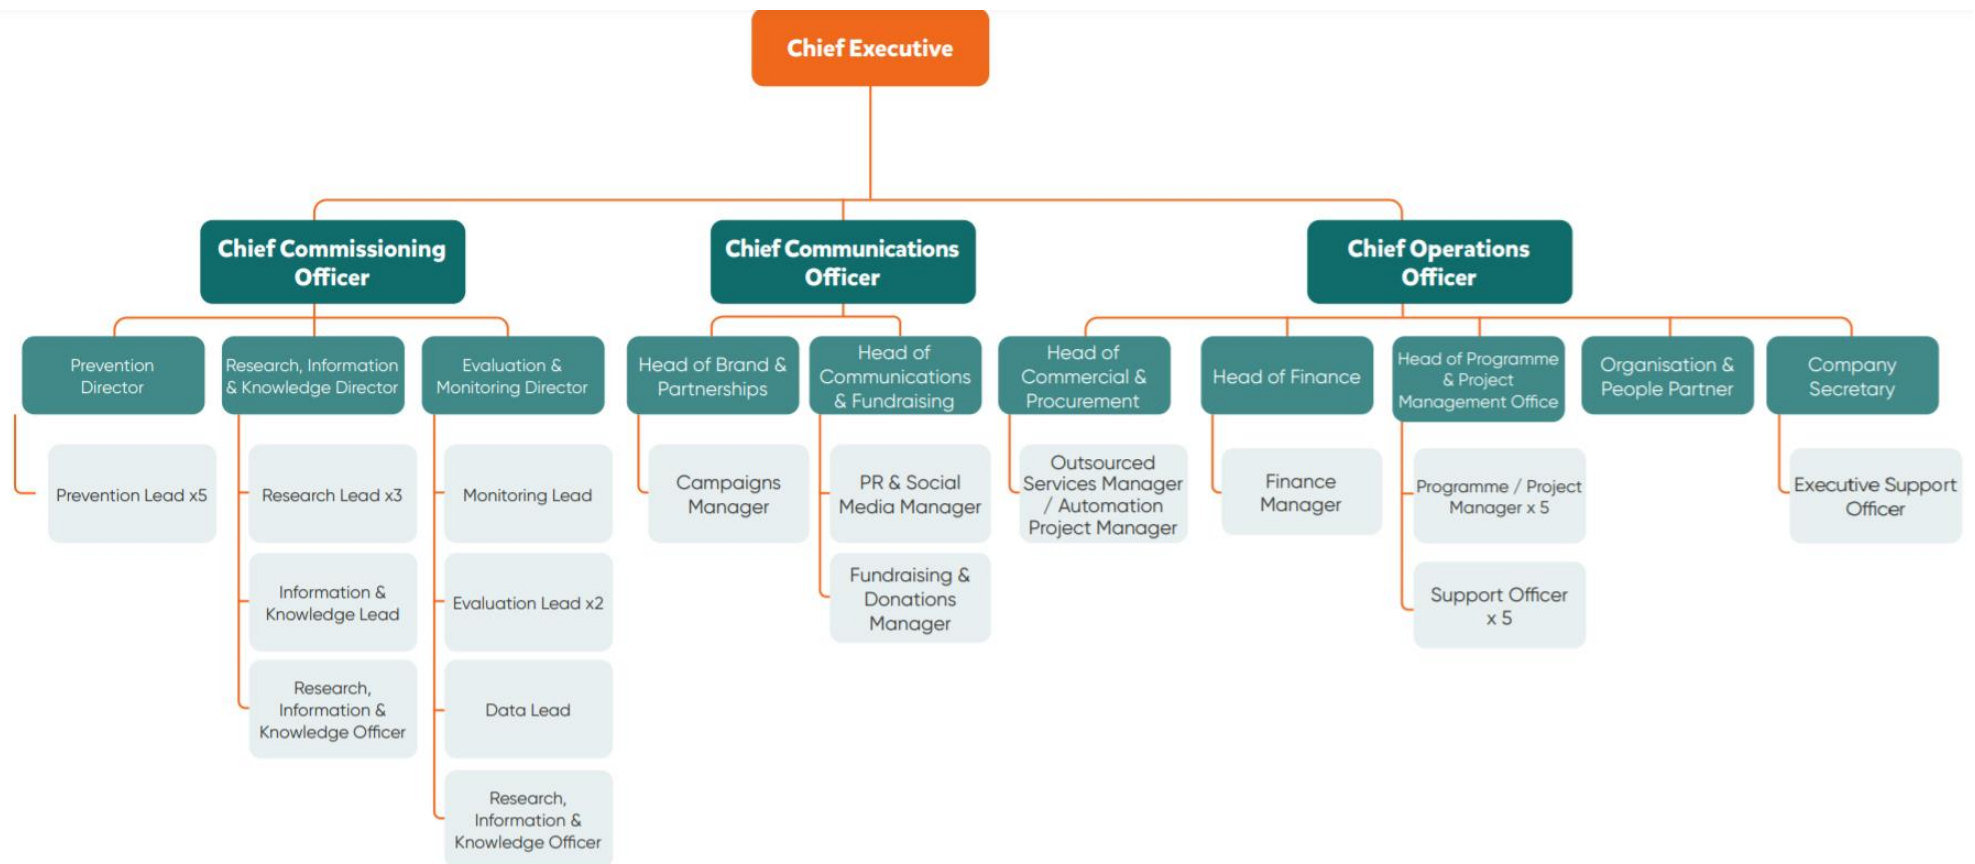 Chief Executive
Chief Commissioning
Officer
Chief Communications
Officer
Chief Operations
Officer
Prevention
Director
Research, Information
& Knowledge Director
Evaluation &
Monitoring Director
Head of Brand &
Partnerships
Head of
Communications
& Fundraising
Head of
Commercial &
Procurement
Head of Finance
Head of Programme
& Project
Management Office
Organisation &
People Partner
Company
Secretary
Prevention Lead x5
Research Lead x3
Monitoring Lead
Campaigns
Manager
PR & Social
Media Manager
Outsourced
Services Manager
/ Automation
Project Manager
Finance
Manager
Programme / Project
Manager x 5
Executive Support
Officer
Information &
Knowledge Lead
Evaluation Lead x2
Fundraising &
Donations
Manager
Support Officer
x 5
Research,
Information &
Knowledge Officer
Data Lead
Research,
Information &
Knowledge Officer